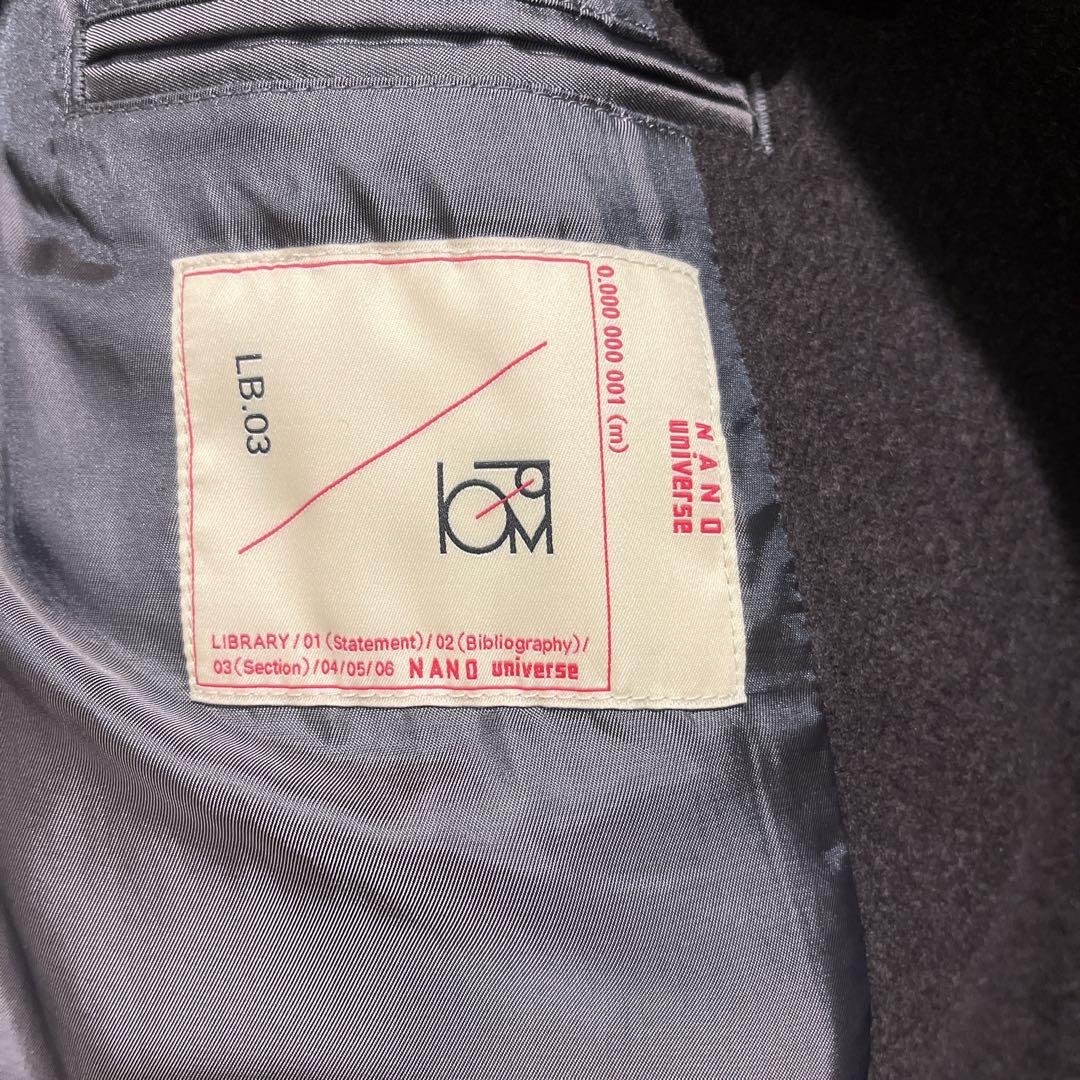 0.000 000 001 (m)
NANO
universe
LB.03
LIBRARY / 01 (Statement) / 02 (Bibliography) /
03 (Section) / 04/05/06 NANO universe